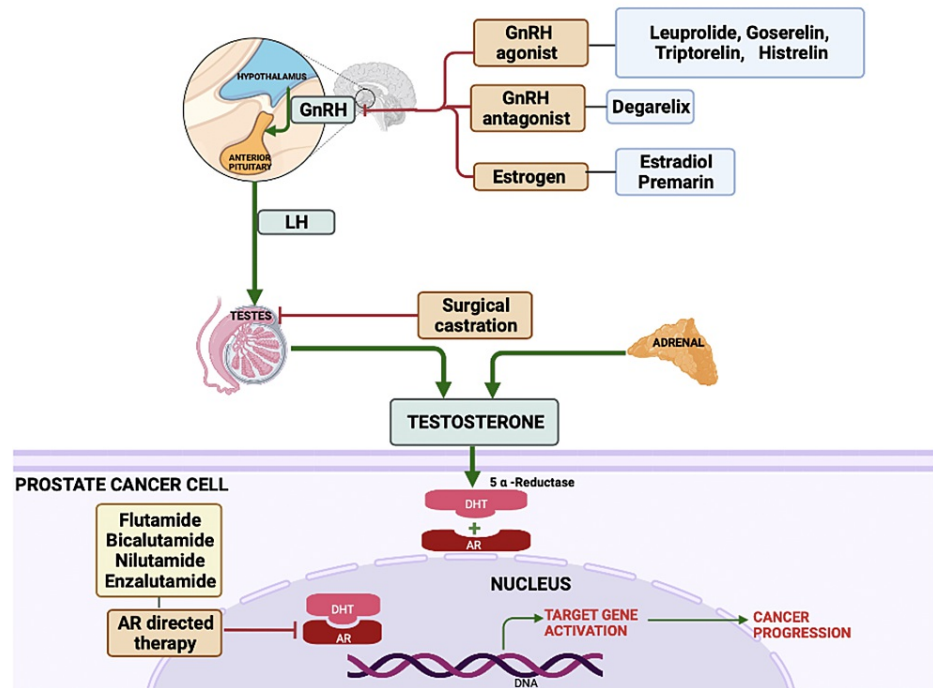 GnRH
agonist
Leuprolide, Goserelin,
Triptorelin, Histrelin
HYPOTHALAMUS
GnRH
GnRH
antagonist
Degarelix
ANTERIOR
PITUITARY
Estrogen
Estradiol
Premarin
LH
TESTES
Surgical
castration
ADRENAL
TESTOSTERONE
PROSTATE CANCER CELL
5 α -Reductase
DHT
+
AR
Flutamide
Bicalutamide
Nilutamide
Enzalutamide
NUCLEUS
AR directed
therapy
DHT
AR
TARGET GENE
ACTIVATION
CANCER
PROGRESSION
DNA